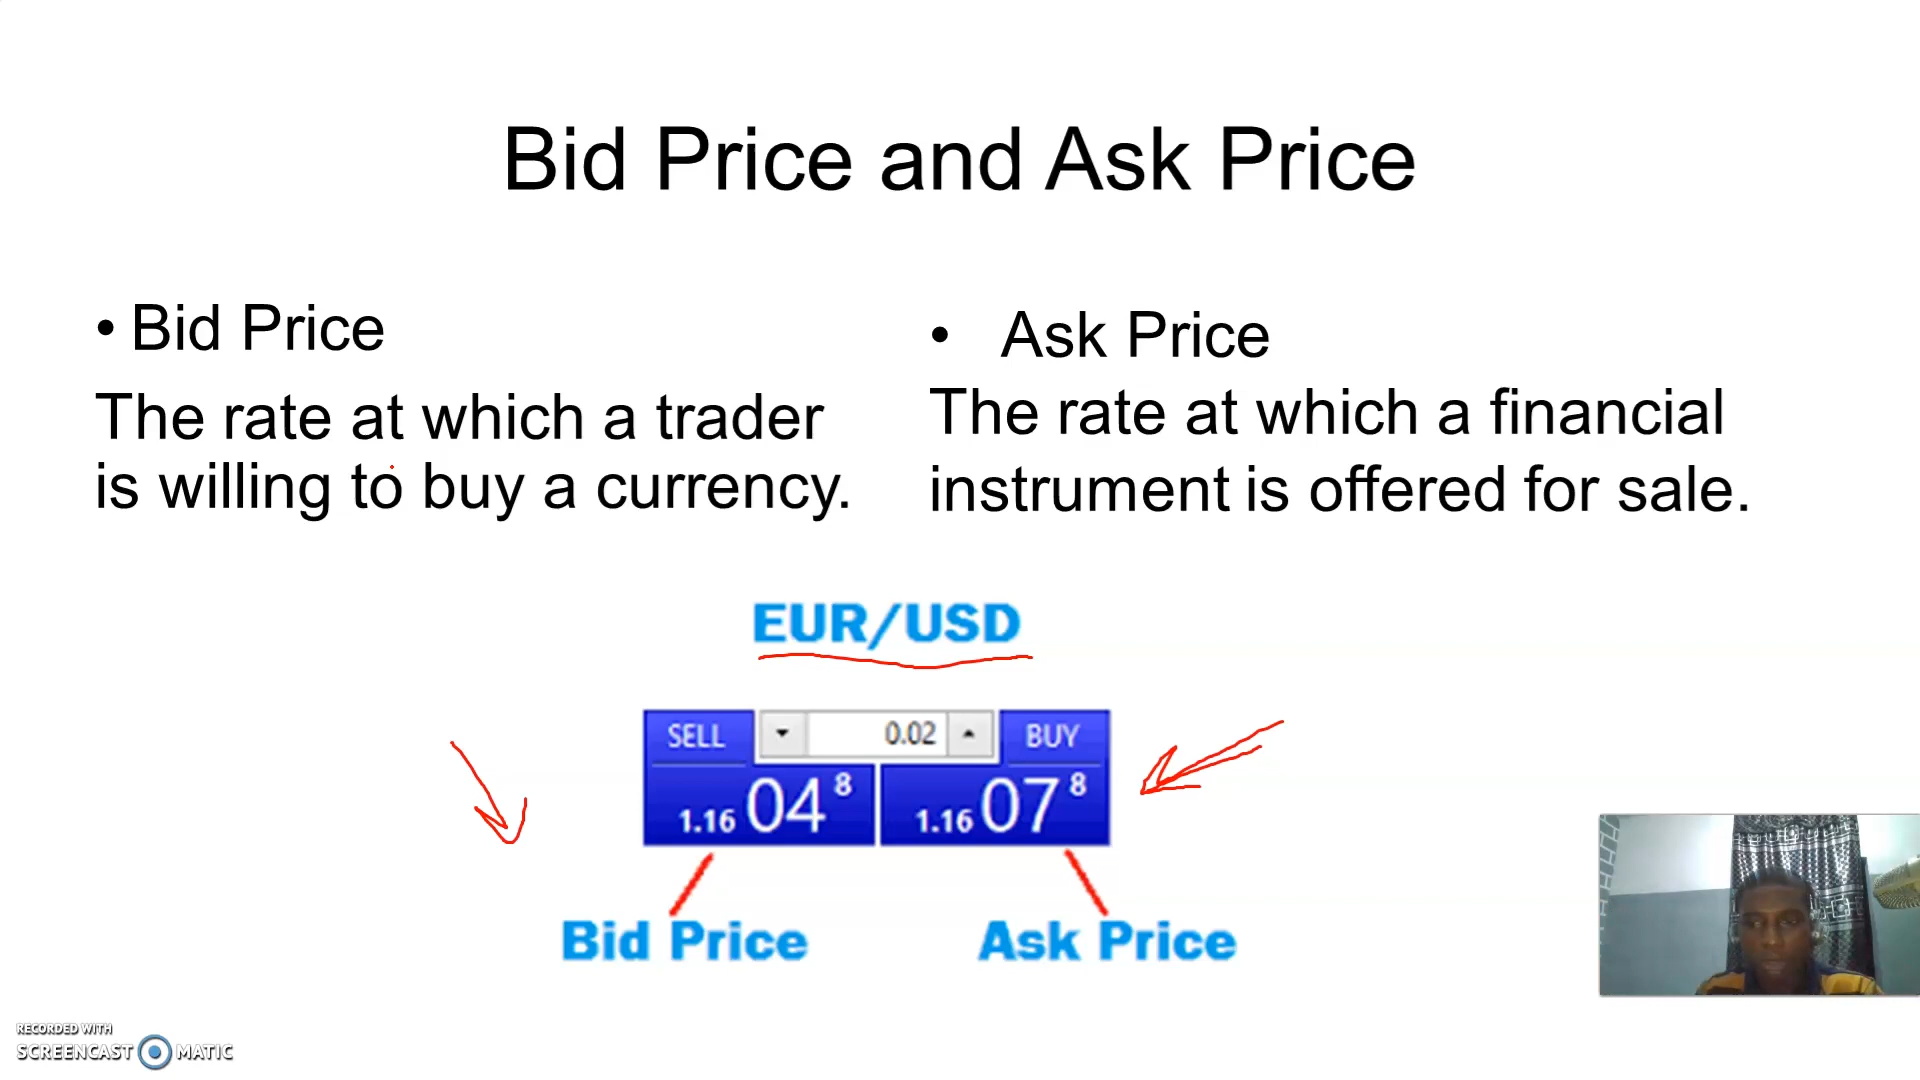 Bid Price and Ask Price
• Bid Price
The rate at which a trader
is willing to buy a currency.
• Ask Price
The rate at which a financial
instrument is offered for sale.
EUR/USD
SELL 0.02 BUY
1.16 04 8 1.16 07 8
Bid Price Ask Price
RECORDED WITH
SCREENCAST MATIC